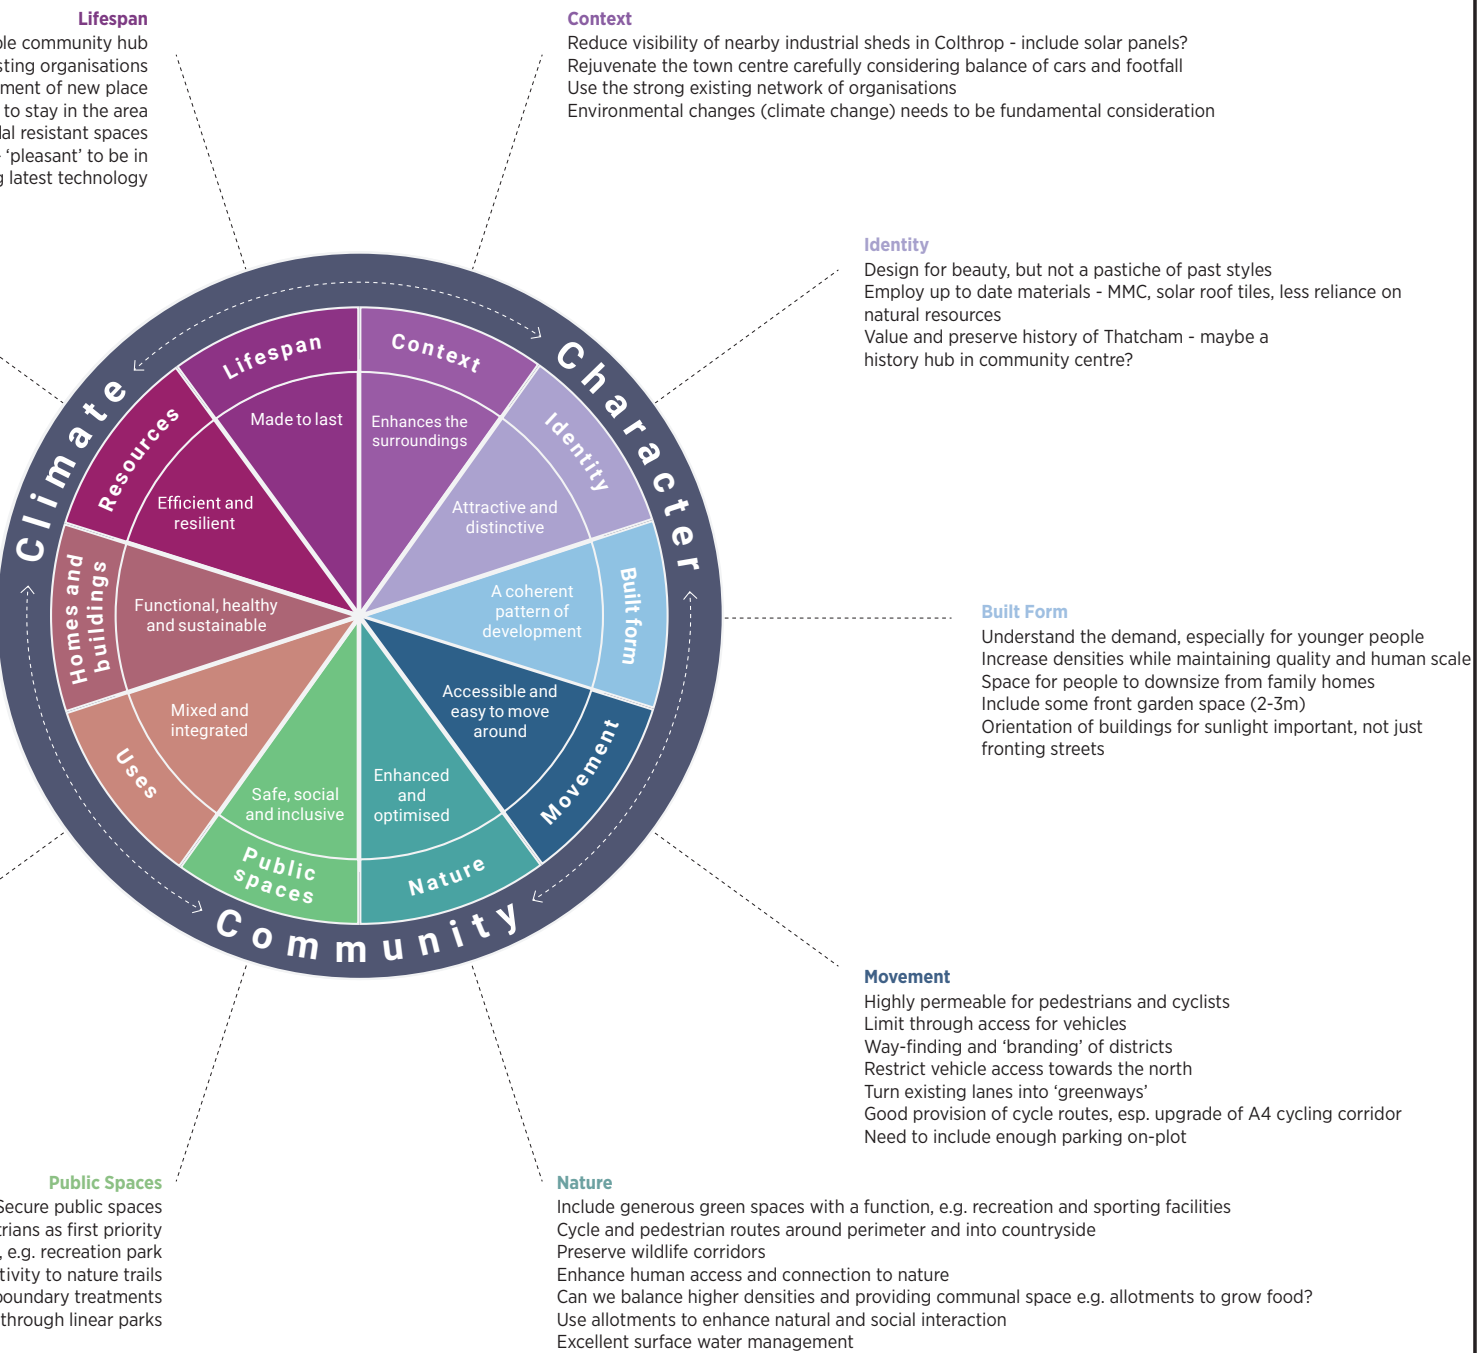 Lifespan
community hub
organisations
of new place
to stay in the area
resistant spaces
'pleasant' to be in
latest technology
Context
Reduce visibility of nearby industrial sheds in Colthrop - include solar panels?
Rejuvenate the town centre carefully considering balance of cars and footfall
Use the strong existing network of organisations
Environmental changes (climate change) needs to be fundamental consideration
Identity
Design for beauty, but not a pastiche of past styles
Employ up to date materials - MMC, solar roof tiles, less reliance on
natural resources
Value and preserve history of Thatcham - maybe a
history hub in community centre?
Climate
Character
Community
Lifespan
Made to last
Context
Enhances the
surroundings
Identity
Attractive and
distinctive
Built form
A coherent
pattern of
development
Movement
Accessible and
easy to move
around
Nature
Enhanced
and
optimised
Public
spaces
Safe, social
and inclusive
Uses
Mixed and
integrated
Homes and
buildings
Functional, healthy
and sustainable
Resources
Efficient and
resilient
Built Form
Understand the demand, especially for younger people
Increase densities while maintaining quality and human scale
Space for people to downsize from family homes
Include some front garden space (2-3m)
Orientation of buildings for sunlight important, not just
fronting streets
Movement
Highly permeable for pedestrians and cyclists
Limit through access for vehicles
Way-finding and 'branding' of districts
Restrict vehicle access towards the north
Turn existing lanes into 'greenways'
Good provision of cycle routes, esp. upgrade of A4 cycling corridor
Need to include enough parking on-plot
Public Spaces
Secure public spaces
as first priority
, e.g. recreation park
to nature trails
boundary treatments
through linear parks
Nature
Include generous green spaces with a function, e.g. recreation and sporting facilities
Cycle and pedestrian routes around perimeter and into countryside
Preserve wildlife corridors
Enhance human access and connection to nature
Can we balance higher densities and providing communal space e.g. allotments to grow food?
Use allotments to enhance natural and social interaction
Excellent surface water management